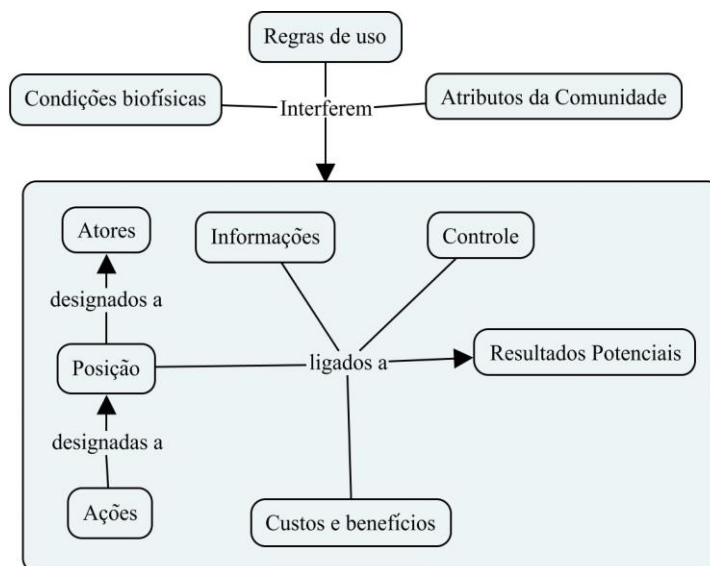 Regras de uso
Condições biofísicas
Interferem
Atributos da Comunidade
Atores
Informações
Controle
designados a
Posição
ligados a
Resultados Potenciais
designadas a
Ações
Custos e benefícios